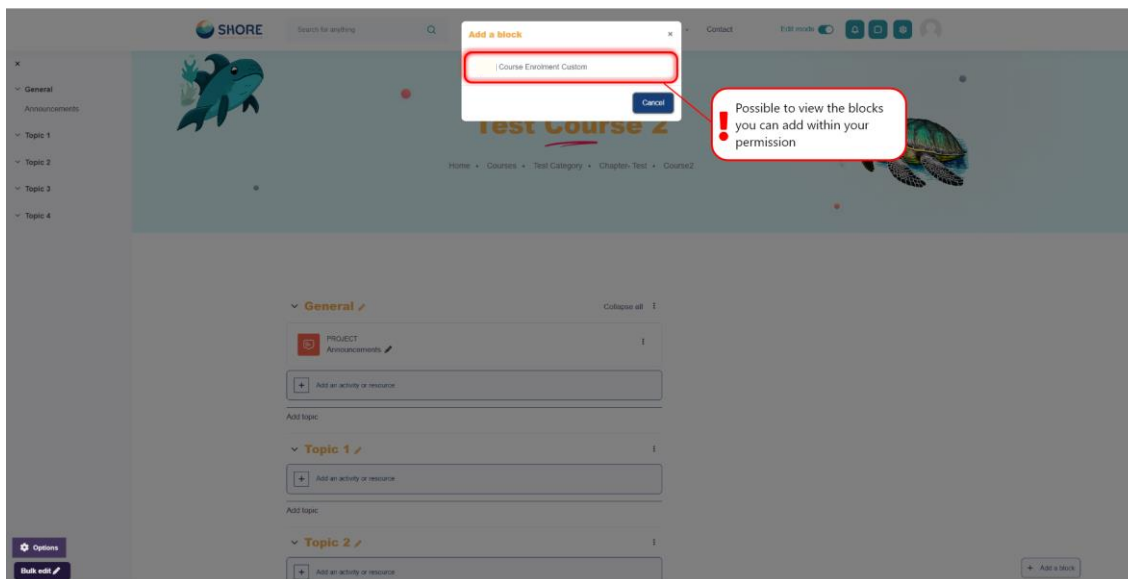 SHORE
Search for anything
Add a block
×
Contact
Edit mode
| Course Enrolment Custom
Cancel
Possible to view the blocks
you can add within your
permission
!
×
General
Announcements
Topic 1
Topic 2
Topic 3
Topic 4
Test Course 2
Home • Courses • Test Category • Chapter- Test • Course2
General
Collapse all
PROJECT
Announcements
+ Add an activity or resource
Add topic
Topic 1
+ Add an activity or resource
Add topic
Topic 2
+ Add an activity or resource
Options
Bulk edit
+ Add a block